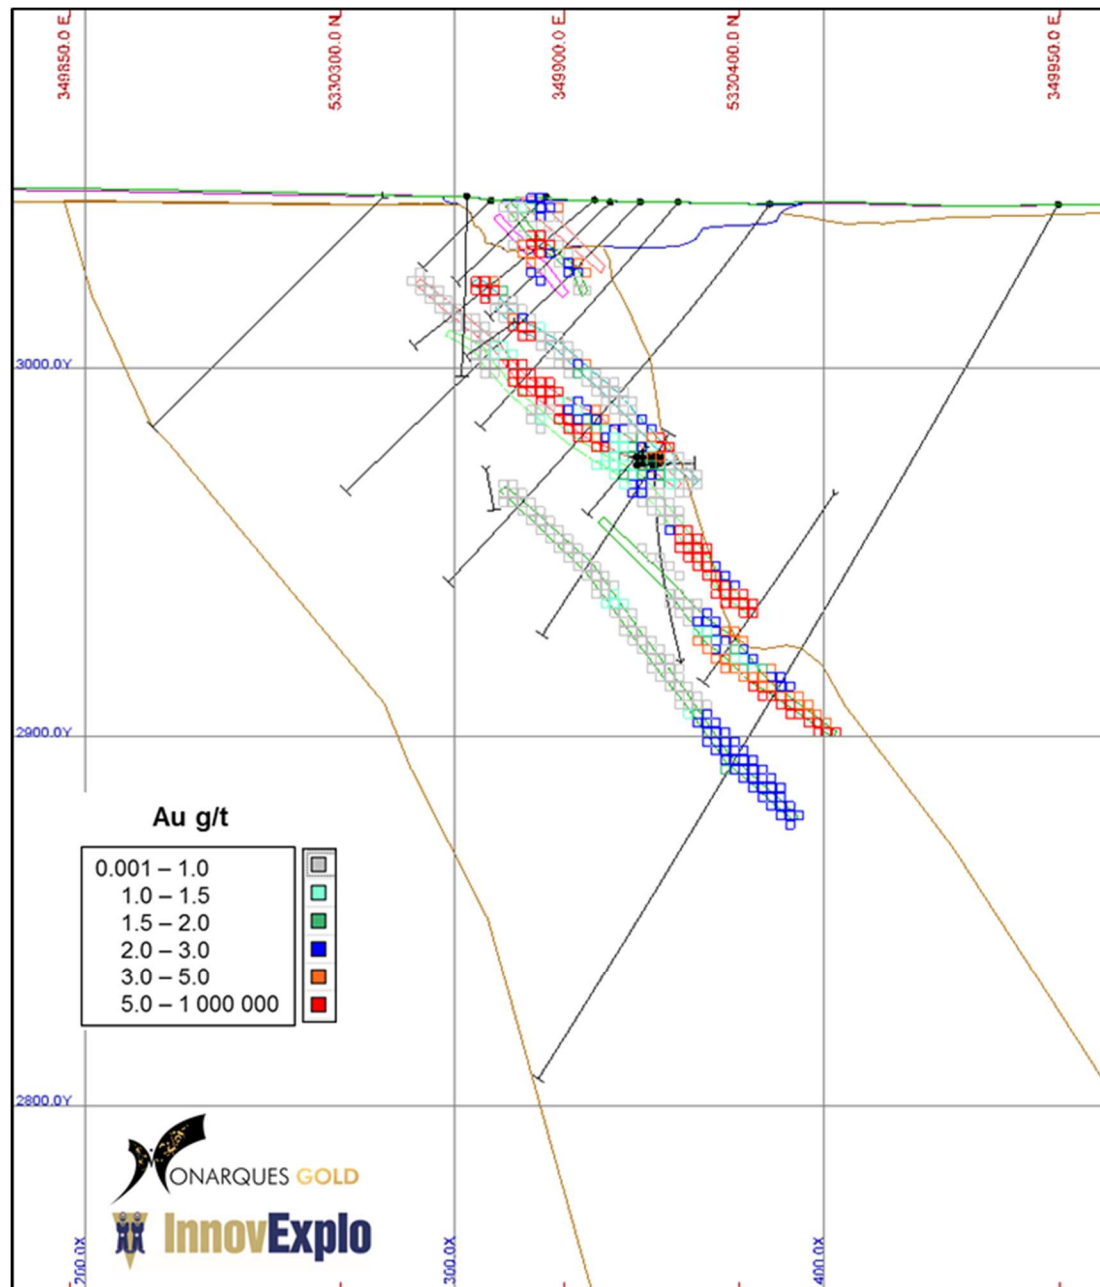 349850.0 E
5330300.0 N
349900.0 E
5330400.0 N
349950.0 E
3000.0Y
2900.0Y
Au g/t
0.001 – 1.0
1.0 – 1.5
1.5 – 2.0
2.0 – 3.0
3.0 – 5.0
5.0 – 1 000 000
2800.0Y
MONARQUES GOLD
InnovExplo
200.0X
300.0X
400.0X